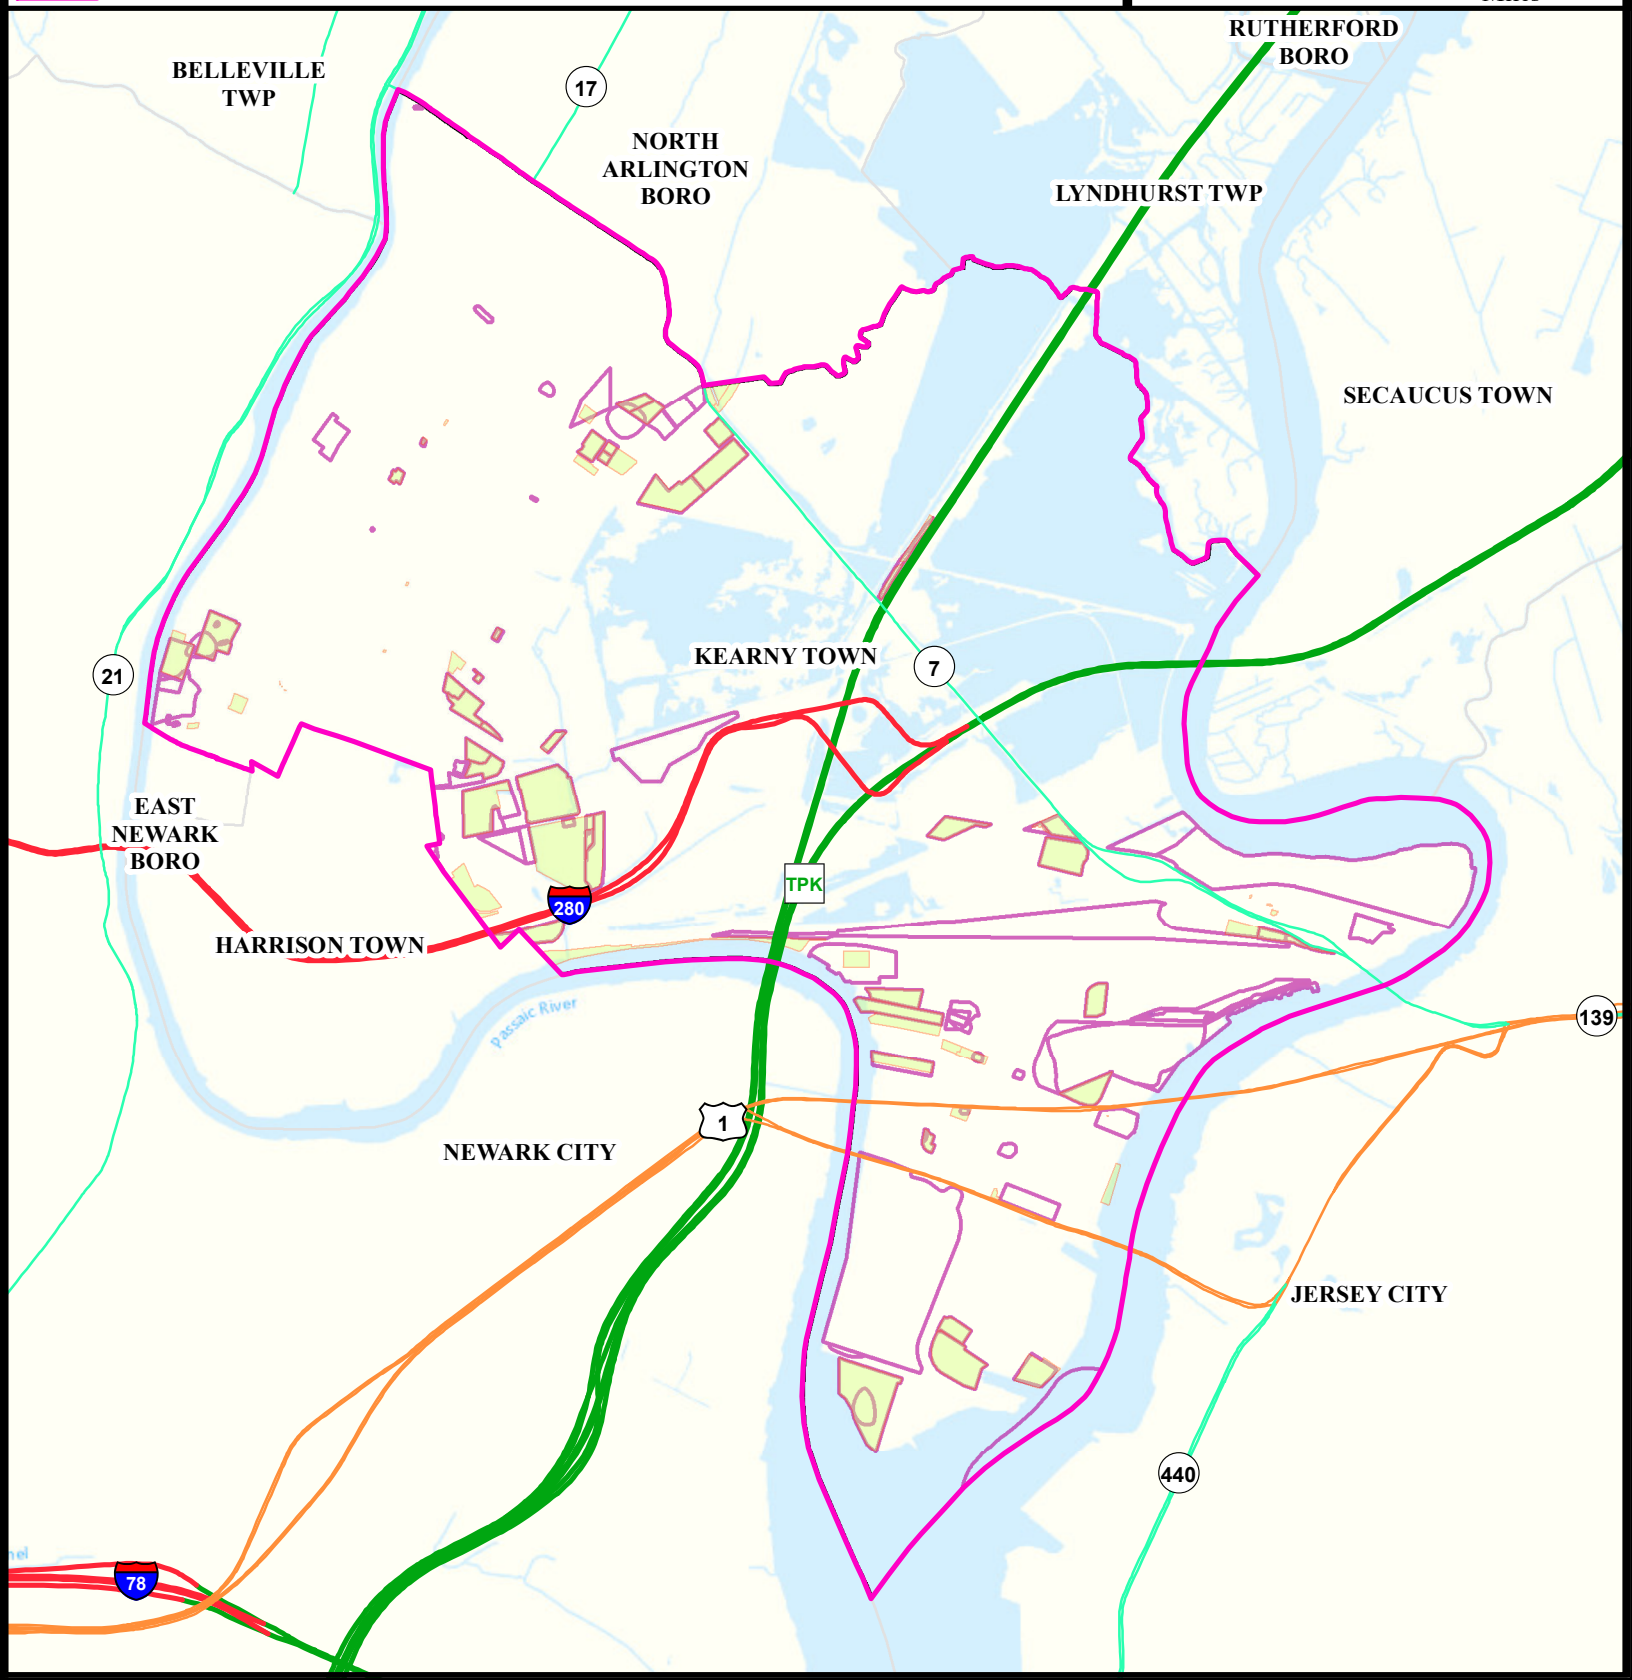 RUTHERFORD
BORO
BELLEVILLE
TWP
17
NORTH
ARLINGTON
BORO
LYNDHURST TWP
SECAUCUS TOWN
KEARNY TOWN
7
21
EAST
NEWARK
BORO
TPK
280
HARRISON TOWN
Passaic River
139
1
NEWARK CITY
JERSEY CITY
440
78